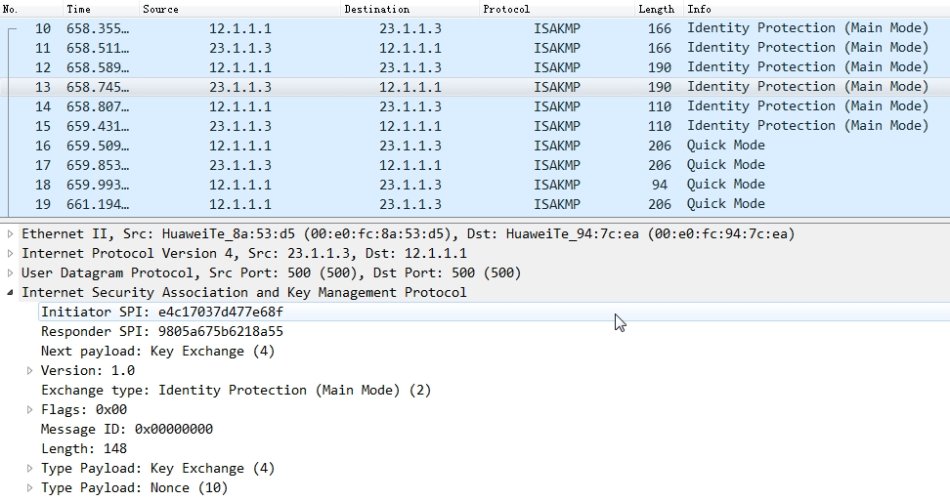 No. Time Source Destination Protocol Length Info
10 658.355… 12.1.1.1 23.1.1.3 ISAKMP 166 Identity Protection (Main Mode)
11 658.511… 23.1.1.3 12.1.1.1 ISAKMP 166 Identity Protection (Main Mode)
12 658.589… 12.1.1.1 23.1.1.3 ISAKMP 190 Identity Protection (Main Mode)
13 658.745… 23.1.1.3 12.1.1.1 ISAKMP 190 Identity Protection (Main Mode)
14 658.807… 12.1.1.1 23.1.1.3 ISAKMP 110 Identity Protection (Main Mode)
15 659.431… 23.1.1.3 12.1.1.1 ISAKMP 110 Identity Protection (Main Mode)
16 659.509… 12.1.1.1 23.1.1.3 ISAKMP 206 Quick Mode
17 659.853… 23.1.1.3 12.1.1.1 ISAKMP 206 Quick Mode
18 659.993… 12.1.1.1 23.1.1.3 ISAKMP 94 Quick Mode
19 661.194… 12.1.1.1 23.1.1.3 ISAKMP 206 Quick Mode
Ethernet II, Src: HuaweiTe_8a:53:d5 (00:e0:fc:8a:53:d5), Dst: HuaweiTe_94:7c:ea (00:e0:fc:94:7c:ea)
Internet Protocol Version 4, Src: 23.1.1.3, Dst: 12.1.1.1
User Datagram Protocol, Src Port: 500 (500), Dst Port: 500 (500)
Internet Security Association and Key Management Protocol
Initiator SPI: e4c17037d477e68f
Responder SPI: 9805a675b6218a55
Next payload: Key Exchange (4)
Version: 1.0
Exchange type: Identity Protection (Main Mode) (2)
Flags: 0x00
Message ID: 0x00000000
Length: 148
Type Payload: Key Exchange (4)
Type Payload: Nonce (10)